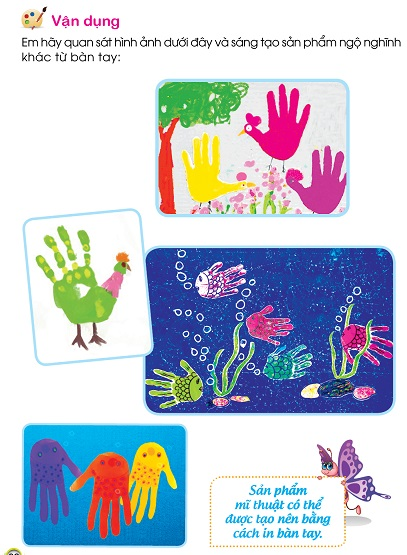 Vận dụng
Em hãy quan sát hình ảnh dưới đây và sáng tạo sản phẩm ngộ nghĩnh
khác từ bàn tay:
Sản phẩm
mĩ thuật có thể
được tạo nên bằng
cách in bàn tay.